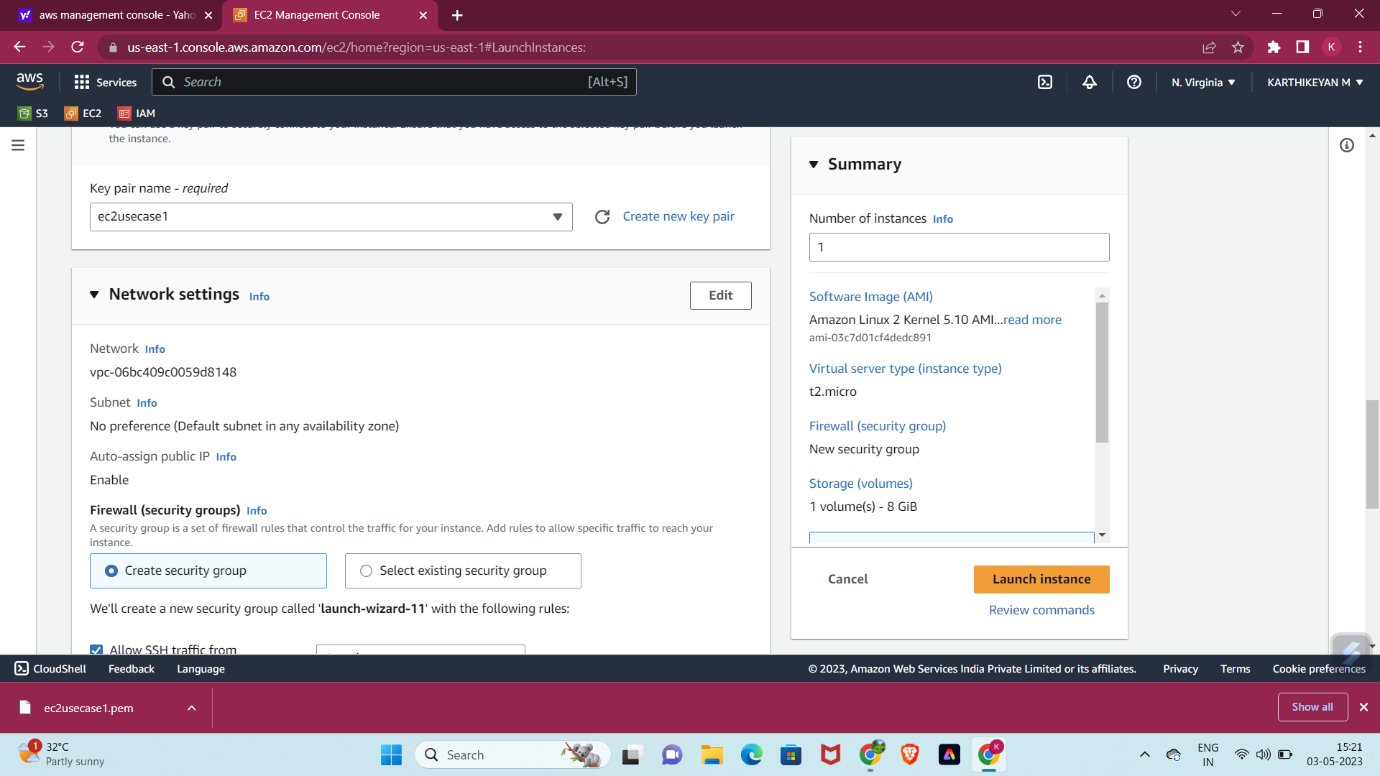 aws management console - Yaho
EC2 Management Console
us-east-1.console.aws.amazon.com/ec2/home?region=us-east-1#LaunchInstances:
K
aws
Services
Search
[Alt+S]
N. Virginia
KARTHIKEYAN M
S3
EC2
IAM
the instance.
Key pair name - required
ec2usecase1
Create new key pair
Network settings Info
Edit
Network Info
vpc-06bc409c0059d8148
Subnet Info
No preference (Default subnet in any availability zone)
Auto-assign public IP Info
Enable
Firewall (security groups) Info
A security group is a set of firewall rules that control the traffic for your instance. Add rules to allow specific traffic to reach your
instance.
Create security group
Select existing security group
We'll create a new security group called 'launch-wizard-11' with the following rules:
Allow SSH traffic from
Summary
Number of instances Info
1
Software Image (AMI)
Amazon Linux 2 Kernel 5.10 AMI...read more
ami-03c7d01cf4dedc891
Virtual server type (instance type)
t2.micro
Firewall (security group)
New security group
Storage (volumes)
1 volume(s) - 8 GiB
Cancel
Launch instance
Review commands
CloudShell
Feedback
Language
© 2023, Amazon Web Services India Private Limited or its affiliates.
Privacy
Terms
Cookie preferences
ec2usecase1.pem
Show all
1
32°C
Partly sunny
Search
K
ENG
IN
15:21
03-05-2023